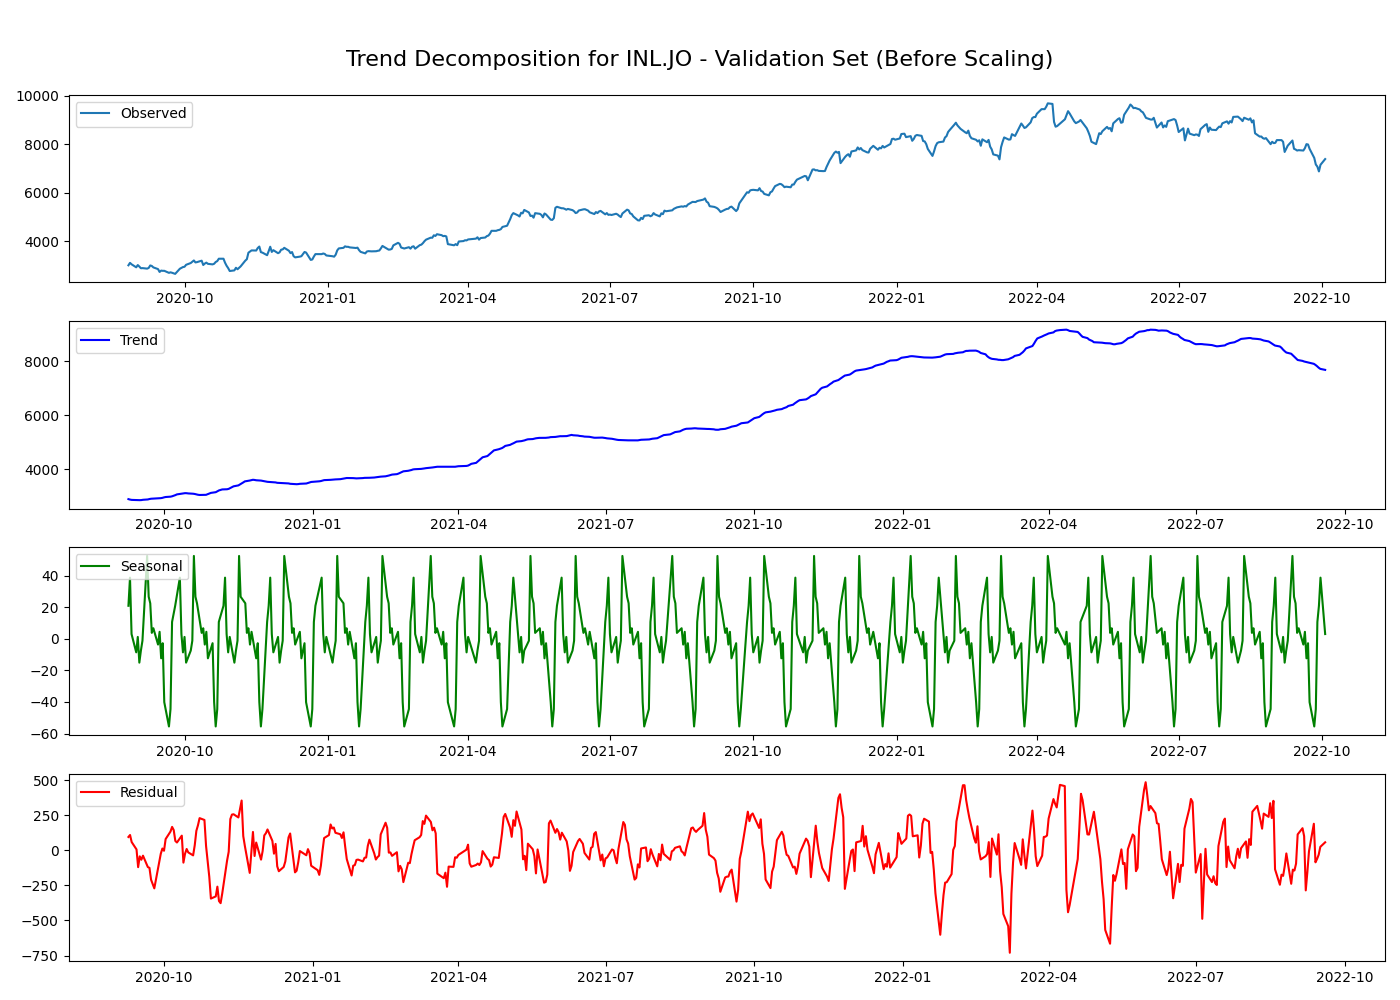 Trend Decomposition for INL.JO - Validation Set (Before Scaling)
10000
8000
6000
4000
Observed
2020-10 2021-01 2021-04 2021-07 2021-10 2022-01 2022-04 2022-07 2022-10
8000
6000
4000
Trend
2020-10 2021-01 2021-04 2021-07 2021-10 2022-01 2022-04 2022-07 2022-10
40
20
0
−20
−40
−60
Seasonal
2020-10 2021-01 2021-04 2021-07 2021-10 2022-01 2022-04 2022-07 2022-10
500
250
0
−250
−500
−750
Residual
2020-10 2021-01 2021-04 2021-07 2021-10 2022-01 2022-04 2022-07 2022-10